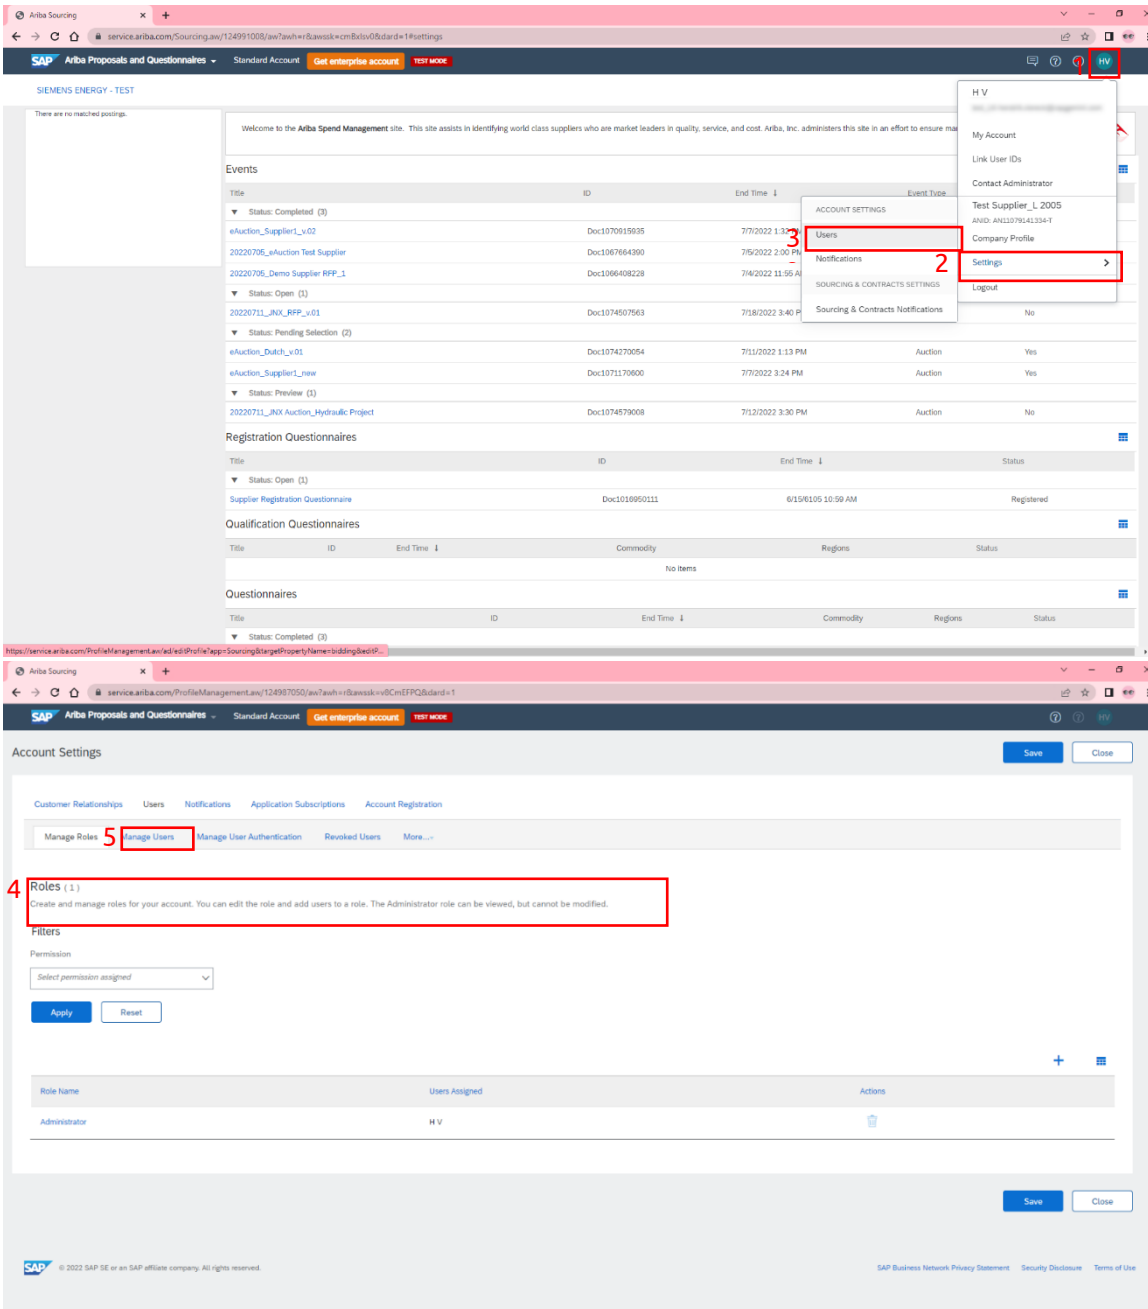 Ariba Sourcing
service.ariba.com/Sourcing.aw/124991008/aw?awh=r&awssk=cmBxlsv0&dard=1#settings
SAP Ariba Proposals and Questionnaires Standard Account Get enterprise account TEST MODE
1 HV
SIEMENS ENERGY - TEST
There are no matched postings.
Welcome to the Ariba Spend Management site. This site assists in identifying world class suppliers who are market leaders in quality, service, and cost. Ariba, Inc. administers this site in an effort to ensure
H V
My Account
Link User IDs
Contact Administrator
Test Supplier_L 2005
ANID: AN11079141334-T
Company Profile
2 Settings
Logout
ACCOUNT SETTINGS
3 Users
Notifications
SOURCING & CONTRACTS SETTINGS
Sourcing & Contracts Notifications
Events
Title ID End Time Event Type
Status: Completed (3)
eAuction_Supplier1_v.02 Doc1070915935 7/7/2022 1:32
20220705_eAuction Test Supplier Doc1067664390 7/5/2022 2:00 PM
20220705_Demo Supplier RFP_1 Doc1066408228 7/4/2022 11:55
Status: Open (1)
20220711_JNX_RFP_v.01 Doc1074507563 7/18/2022 3:40 No
Status: Pending Selection (2)
eAuction_Dutch_v.01 Doc1074270054 7/11/2022 1:13 PM Auction Yes
eAuction_Supplier1_new Doc1071170600 7/7/2022 3:24 PM Auction Yes
Status: Preview (1)
20220711_JNX Auction_Hydraulic Project Doc1074579008 7/12/2022 3:30 PM Auction No
Registration Questionnaires
Title ID End Time Status
Status: Open (1)
Supplier Registration Questionnaire Doc1016950111 6/15/6105 10:59 AM Registered
Qualification Questionnaires
Title ID End Time Commodity Regions Status
No items
Questionnaires
Title ID End Time Commodity Regions Status
Status: Completed (3)
https://service.ariba.com/ProfileManagement.aw/ad/editProfile?app=Sourcing&targetPropertyName=bidding&editP...
Ariba Sourcing
service.ariba.com/ProfileManagement.aw/124987050/aw?awh=r&awssk=v8CmEFPQ&dard=1
SAP Ariba Proposals and Questionnaires Standard Account Get enterprise account TEST MODE HV
Account Settings Save Close
Customer Relationships Users Notifications Application Subscriptions Account Registration
Manage Roles 5 Manage Users Manage User Authentication Revoked Users More...
4 Roles (1)
Create and manage roles for your account. You can edit the role and add users to a role. The Administrator role can be viewed, but cannot be modified.
Filters
Permission
Select permission assigned
Apply Reset
Role Name Users Assigned Actions
Administrator H V
Save Close
SAP © 2022 SAP SE or an SAP affiliate company. All rights reserved. SAP Business Network Privacy Statement Security Disclosure Terms of Use